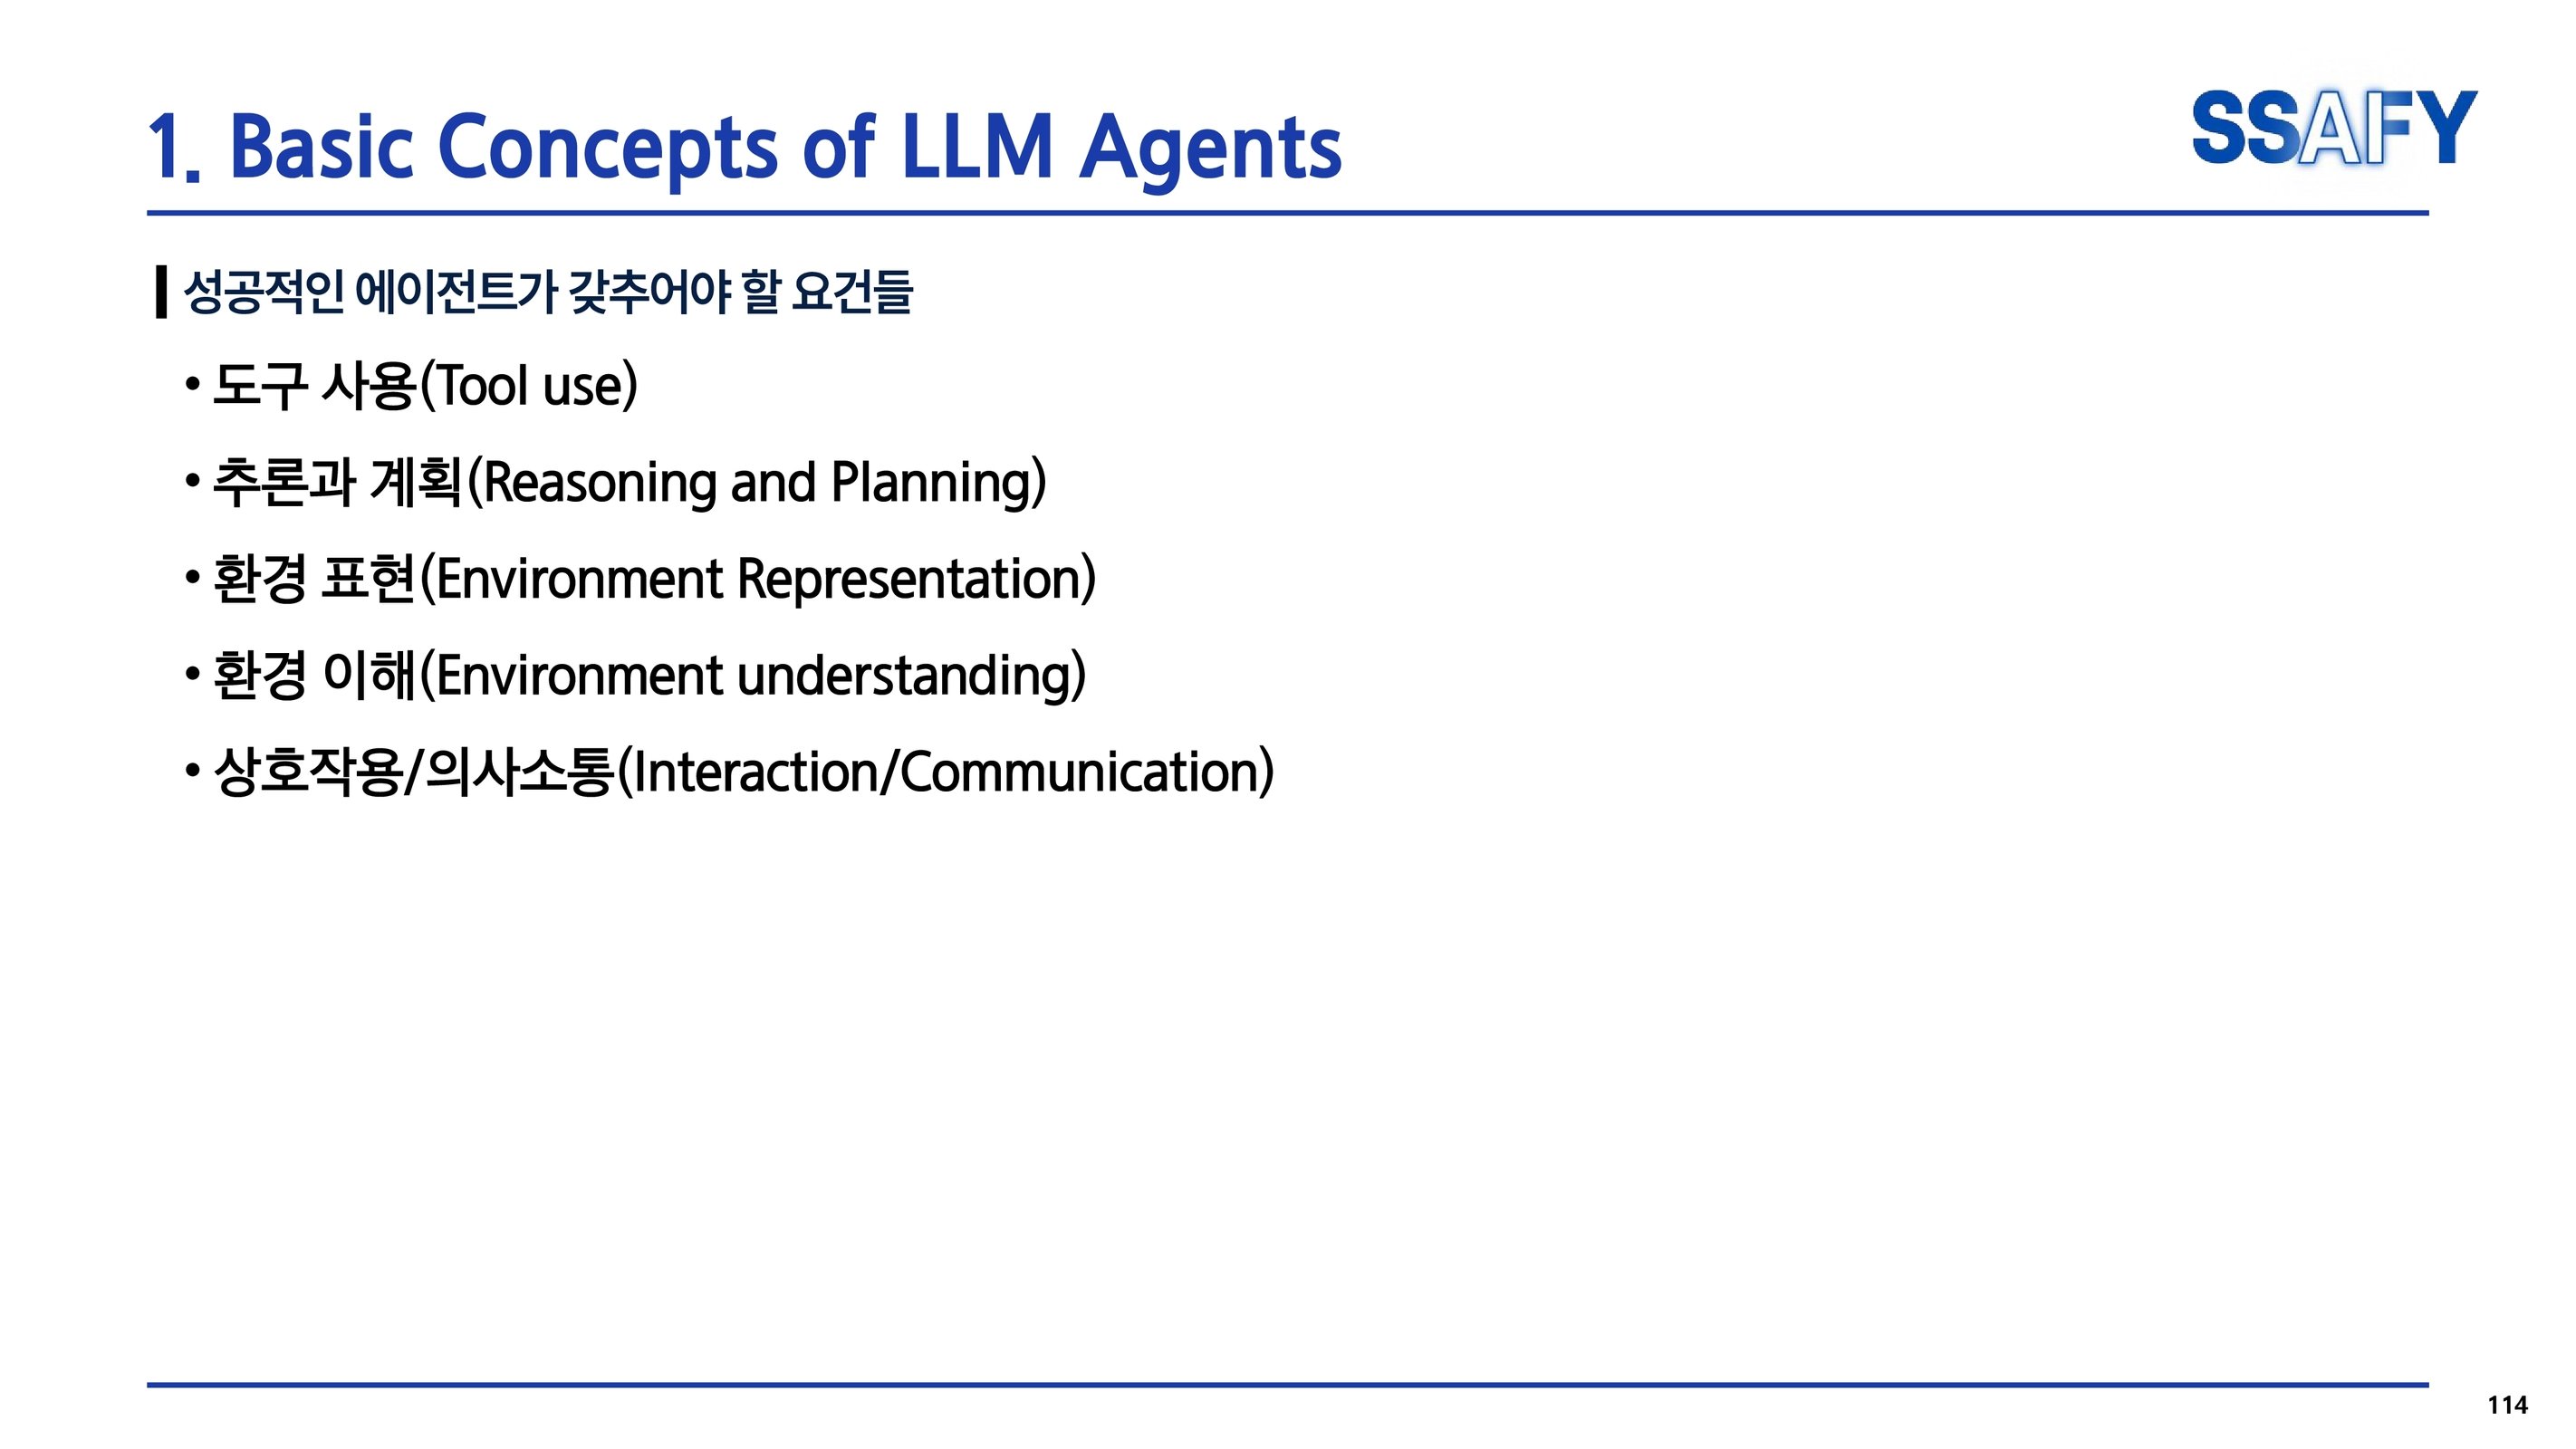 1. Basic Concepts of LLM Agents
SSAFY
성공적인 에이전트가 갖추어야 할 요건들
• 도구 사용(Tool use)
• 추론과 계획(Reasoning and Planning)
• 환경 표현(Environment Representation)
• 환경 이해(Environment understanding)
• 상호작용/의사소통(Interaction/Communication)
114